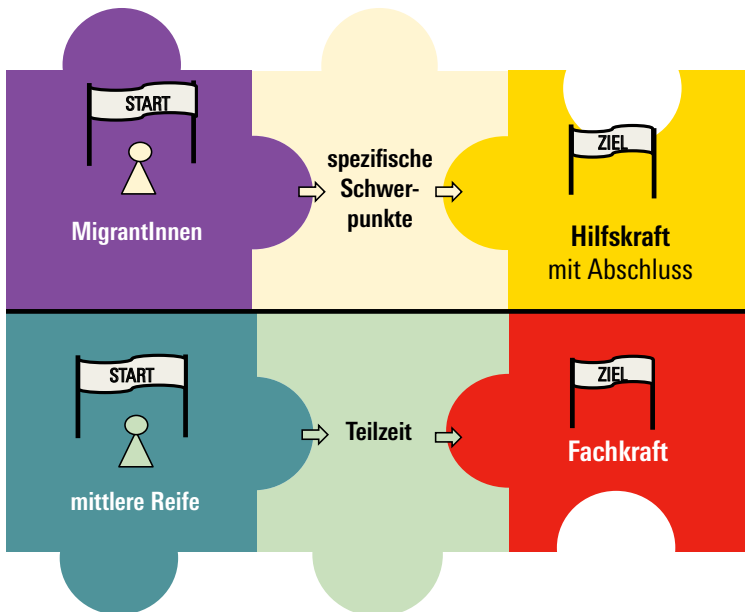 START
MigrantInnen
spezifische
Schwer-
punkte
ZIEL
Hilfskraft
mit Abschluss
START
mittlere Reife
Teilzeit
ZIEL
Fachkraft